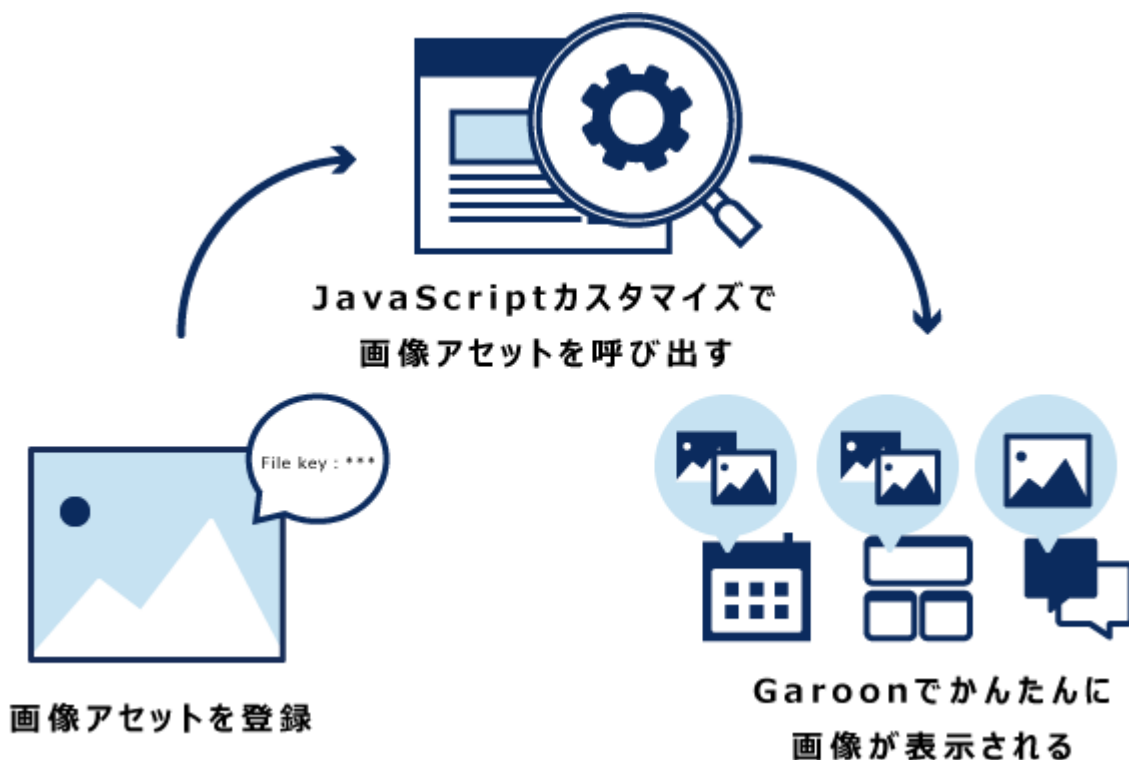 JavaScriptカスタマイズで
画像アセットを呼び出す
File key : ***
画像アセットを登録
Garoonでかんたんに
画像が表示される